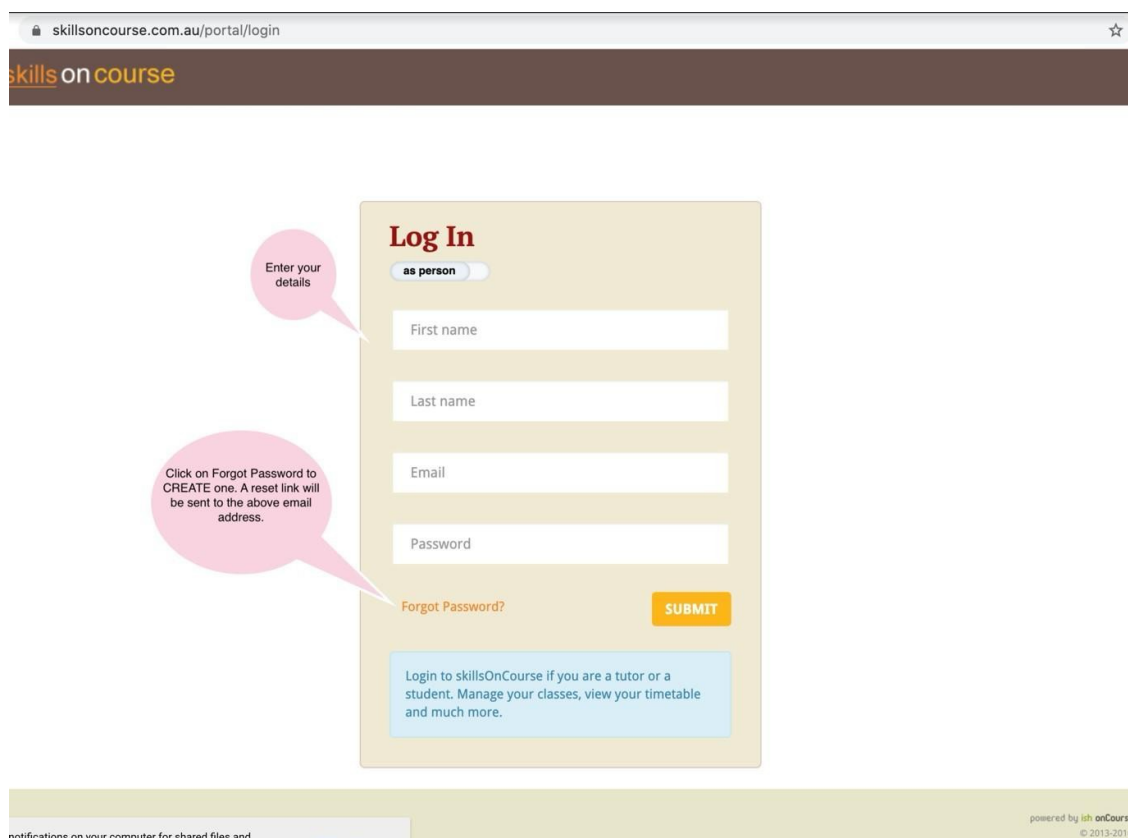 skillsoncourse.com.au/portal/login
skills on course
Log In
as person
Enter your
details
First name
Last name
Email
Click on Forgot Password to
CREATE one. A reset link will
be sent to the above email
address.
Password
Forgot Password?
SUBMIT
Login to skillsOnCourse if you are a tutor or a
student. Manage your classes, view your timetable
and much more.
powered by ish onCours
© 2013-201
notifications on your computer for shared files and